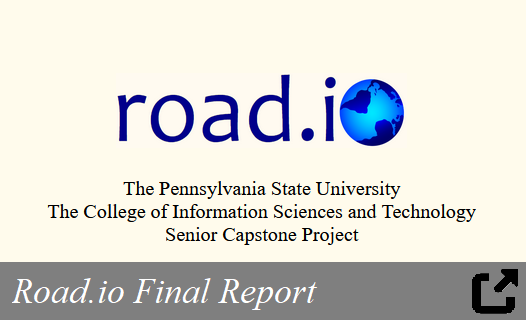 road.io
The Pennsylvania State University
The College of Information Sciences and Technology
Senior Capstone Project
Road.io Final Report